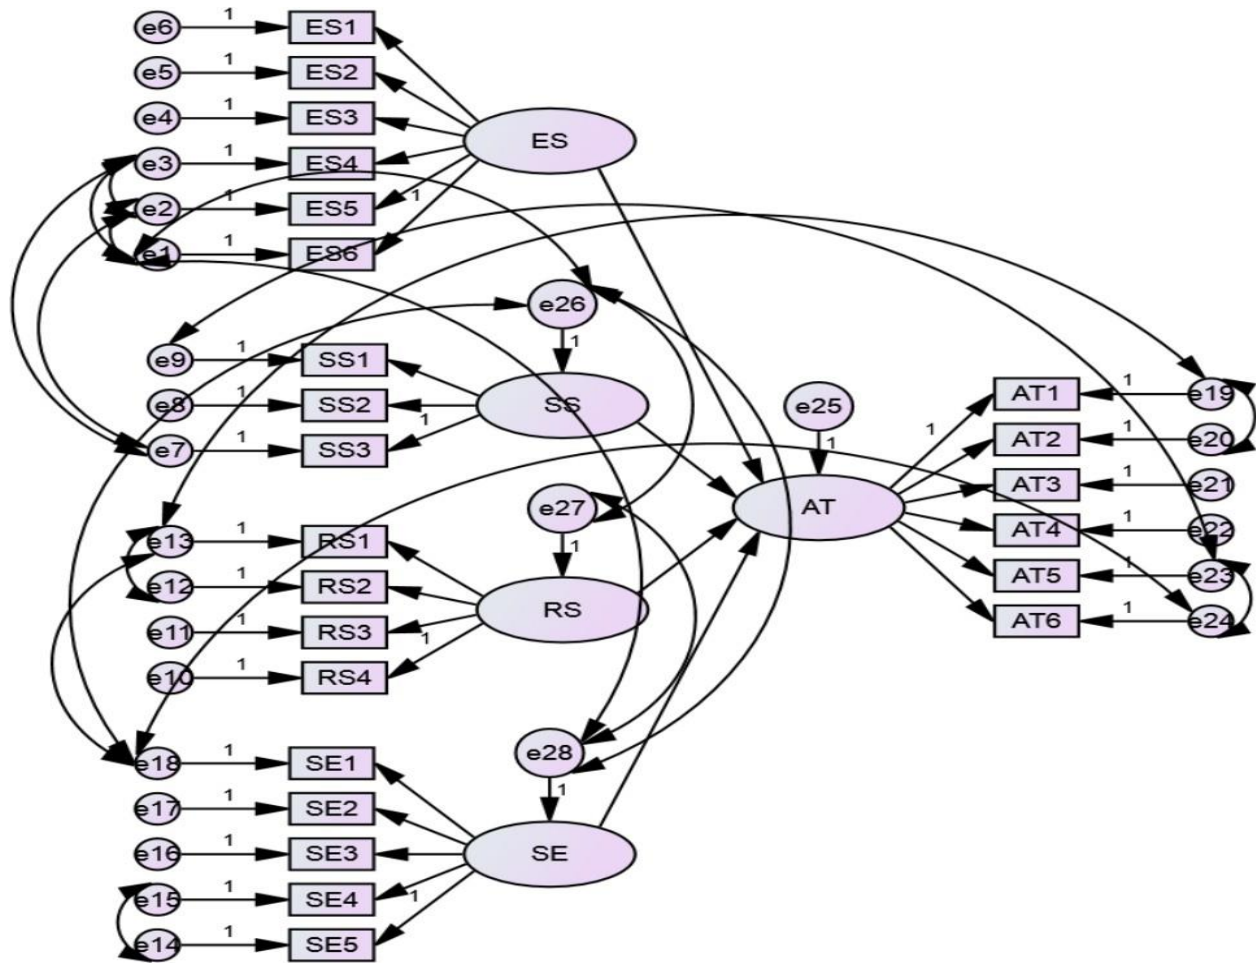 e6 1 ES1
e5 1 ES2
e4 1 ES3
ES
e3 1 ES4
e2 1 ES5 1
e1 1 ES6
e26
1
e9 1 SS1
e8 1 SS2 SS
e7 1 SS3 1
e25
1
AT1 1 e19
1 AT2 1 e20
AT3 1 e21
AT
AT4 1 e22
AT5 1 e23
AT6 1 e24
e27
1
e13 1 RS1
e12 1 RS2
RS
e11 1 RS3 1
e10 1 RS4
e28
1
e18 1 SE1
e17 1 SE2
e16 1 SE3 SE
e15 1 SE4 1
e14 1 SE5